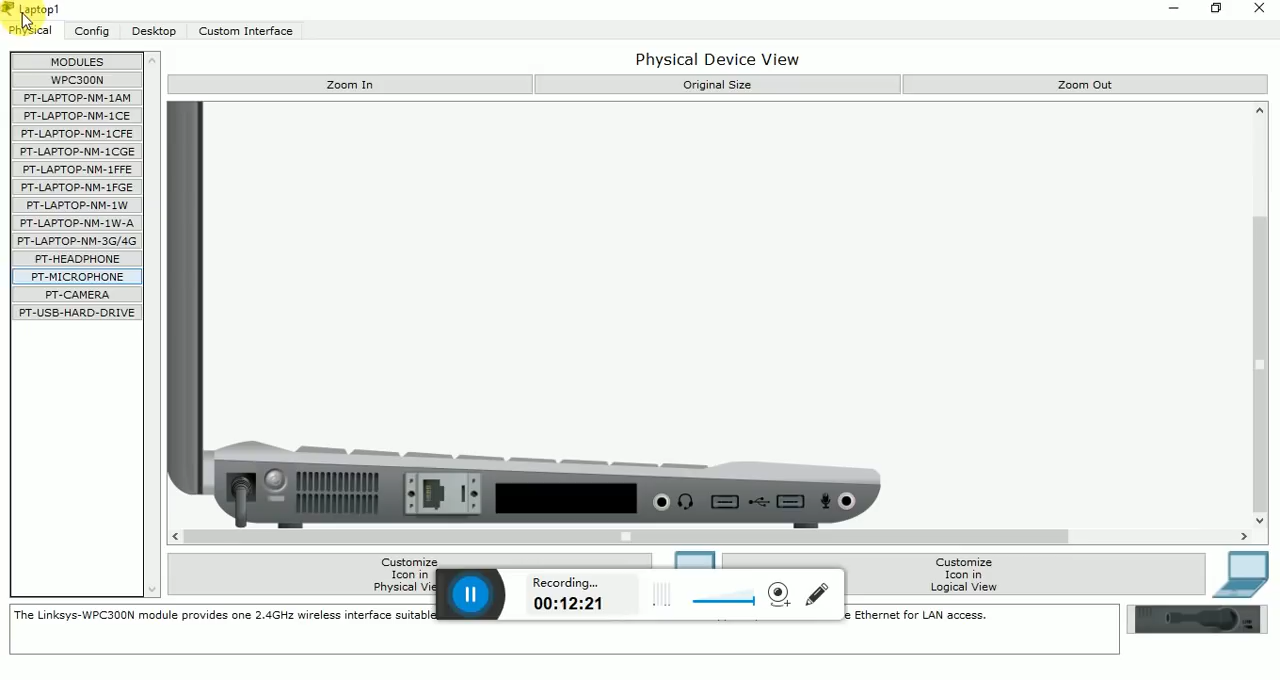 Laptop1
Physical Config Desktop Custom Interface
MODULES
WPC300N
PT-LAPTOP-NM-1AM
PT-LAPTOP-NM-1CE
PT-LAPTOP-NM-1CFE
PT-LAPTOP-NM-1CGE
PT-LAPTOP-NM-1FFE
PT-LAPTOP-NM-1FGE
PT-LAPTOP-NM-1W
PT-LAPTOP-NM-1W-A
PT-LAPTOP-NM-3G/4G
PT-HEADPHONE
PT-MICROPHONE
PT-CAMERA
PT-USB-HARD-DRIVE
Physical Device View
Zoom In Original Size Zoom Out
Customize
Icon in
Physical Vie
Customize
Icon in
Logical View
Recording...
00:12:21
The Linksys-WPC300N module provides one 2.4GHz wireless interface suitable e Ethernet for LAN access.